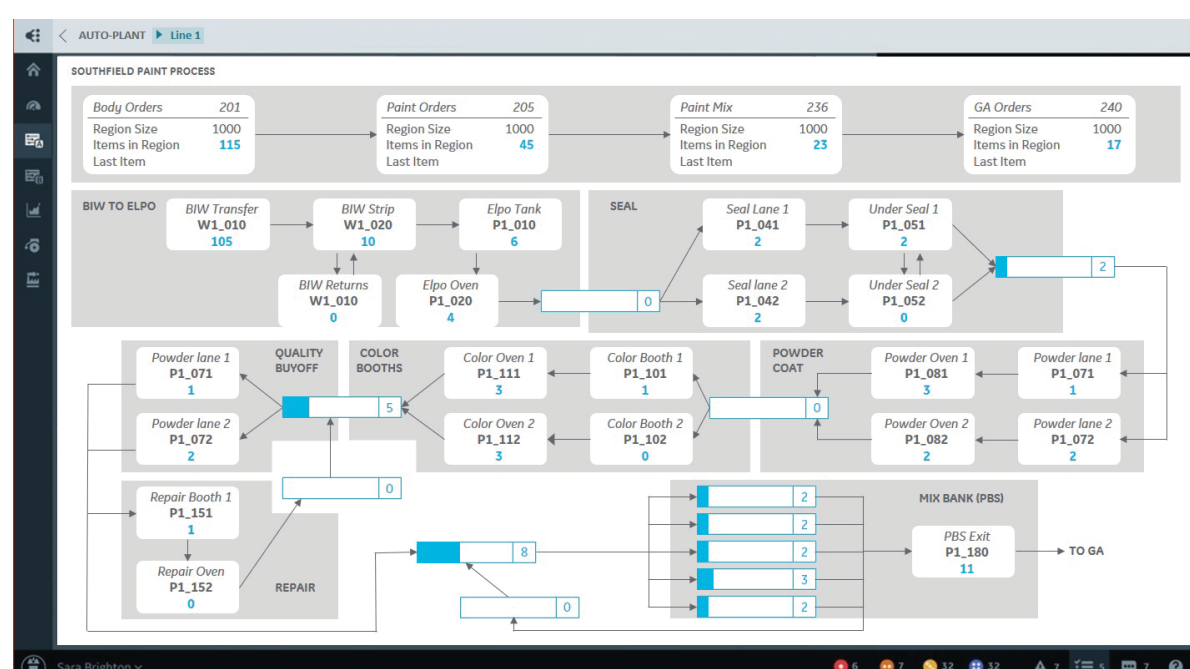 AUTO-PLANT Line 1
SOUTHFIELD PAINT PROCESS
Body Orders 201
Region Size 1000
Items in Region 115
Last Item
Paint Orders 205
Region Size 1000
Items in Region 45
Last Item
Paint Mix 236
Region Size 1000
Items in Region 23
Last Item
GA Orders 240
Region Size 1000
Items in Region 17
Last Item
BIW TO ELPO
BIW Transfer
W1_010
105
BIW Strip
W1_020
10
Elpo Tank
P1_010
6
BIW Returns
W1_010
0
Elpo Oven
P1_020
4
0
SEAL
Seal Lane 1
P1_041
2
Under Seal 1
P1_051
2
2
Seal lane 2
P1_042
2
Under Seal 2
P1_052
0
Powder lane 1
P1_071
1
QUALITY
BUYOFF
Powder lane 2
P1_072
2
5
COLOR
BOOTHS
Color Oven 1
P1_111
3
Color Booth 1
P1_101
1
Color Oven 2
P1_112
3
Color Booth 2
P1_102
0
POWDER
COAT
0
Powder Oven 1
P1_081
3
Powder lane 1
P1_071
1
Powder Oven 2
P1_082
2
Powder lane 2
P1_072
2
0
Repair Booth 1
P1_151
1
Repair Oven
P1_152
0
REPAIR
8
0
2
2
2
3
2
MIX BANK (PBS)
PBS Exit
P1_180
11
TO GA
Sara Brighton
6 7 32 32 7 5 7